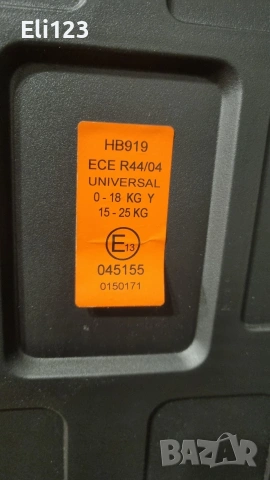 Eli123
HB919
ECE R44/04
UNIVERSAL
0-18 KG Y
15-25 KG
E13
045155
0150171
BAZAR